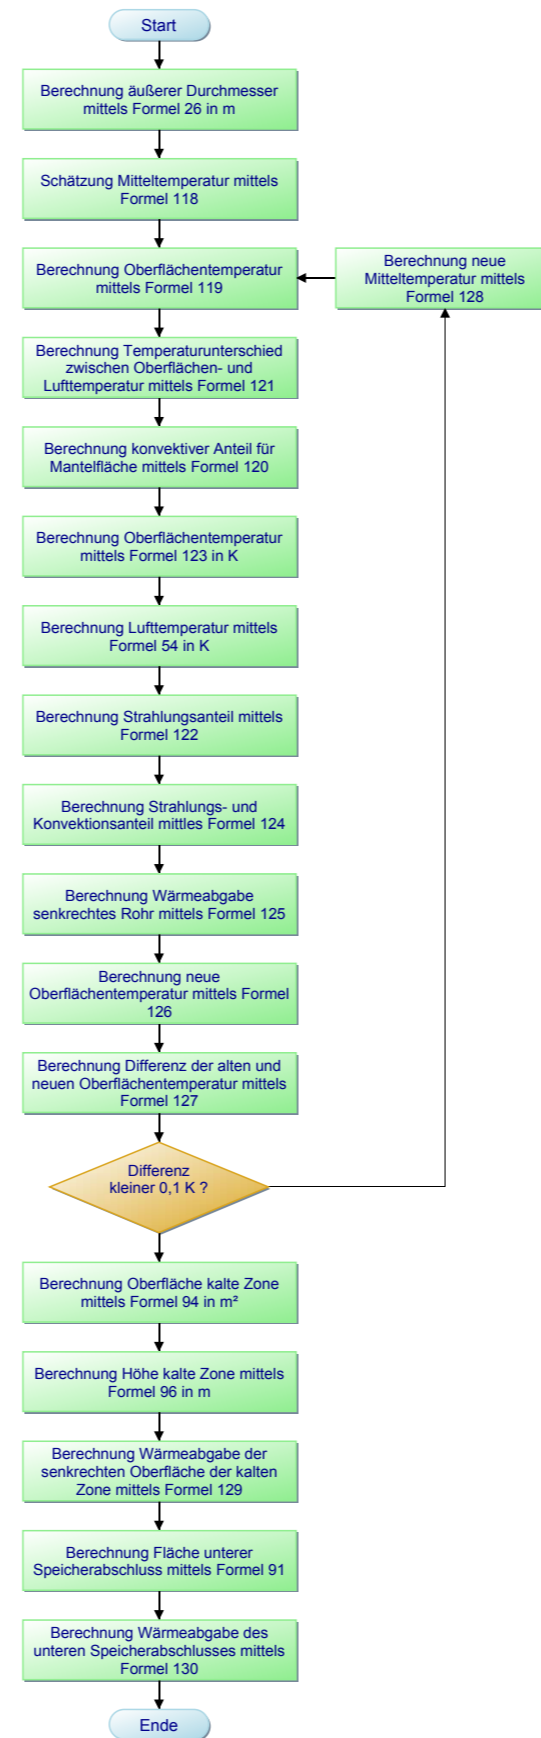 Start
Berechnung äußerer Durchmesser
mittels Formel 26 in m
Schätzung Mitteltemperatur mittels
Formel 118
Berechnung Oberflächentemperatur
mittels Formel 119
Berechnung neue
Mitteltemperatur mittels
Formel 128
Berechnung Temperaturunterschied
zwischen Oberflächen- und
Lufttemperatur mittels Formel 121
Berechnung konvektiver Anteil für
Mantelfläche mittels Formel 120
Berechnung Oberflächentemperatur
mittels Formel 123 in K
Berechnung Lufttemperatur mittels
Formel 54 in K
Berechnung Strahlungsanteil mittels
Formel 122
Berechnung Strahlungs- und
Konvektionsanteil mittles Formel 124
Berechnung Wärmeabgabe
senkrechtes Rohr mittels Formel 125
Berechnung neue
Oberflächentemperatur mittels Formel
126
Berechnung Differenz der alten und
neuen Oberflächentemperatur mittels
Formel 127
Differenz
kleiner 0,1 K ?
Berechnung Oberfläche kalte Zone
mittels Formel 94 in m²
Berechnung Höhe kalte Zone mittels
Formel 96 in m
Berechnung Wärmeabgabe der
senkrechten Oberfläche der kalten
Zone mittels Formel 129
Berechnung Fläche unterer
Speicherabschluss mittels Formel 91
Berechnung Wärmeabgabe des
unteren Speicherabschlusses mittels
Formel 130
Ende